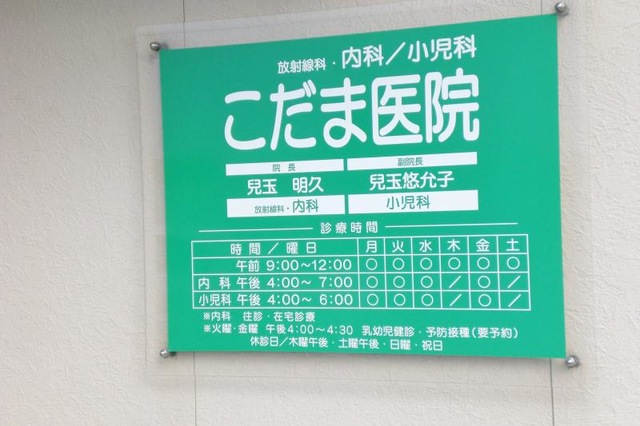 放射線科・内科／小児科
こだま医院
院長 副院長
兒玉 明久 兒玉悠允子
放射線科・内科 小児科
診療時間
時間／曜日 月 火 水 木 金 土
午前 9:00～12:00 ○ ○ ○ ○ ○ ○
内科 午後 4:00～ 7:00 ○ ○ ○ ／ ○ ／
小児科 午後 4:00～ 6:00 ○ ○ ○ ／ ○ ／
※内科 往診・在宅診療
※火曜・金曜 午後4:00～4:30 乳幼児健診・予防接種(要予約)
休診日／木曜午後・土曜午後・日曜・祝日